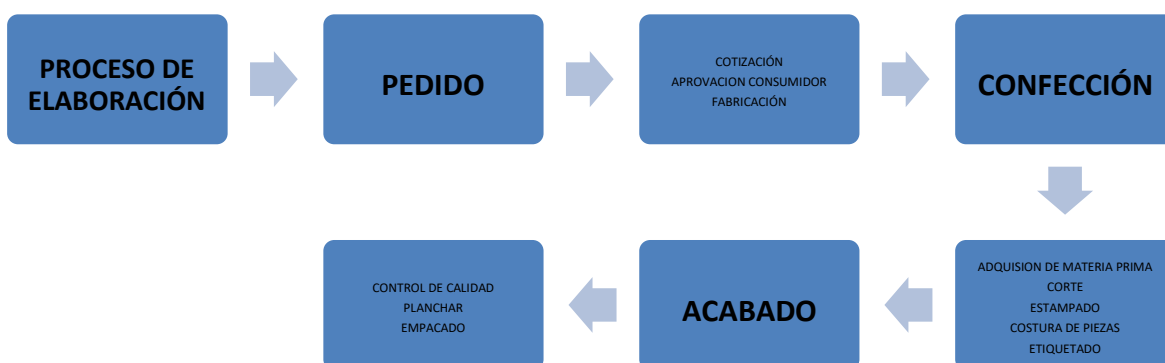 PROCESO DE
ELABORACIÓN
PEDIDO
COTIZACIÓN
APROVACION CONSUMIDOR
FABRICACIÓN
CONFECCIÓN
ADQUISION DE MATERIA PRIMA
CORTE
ESTAMPADO
COSTURA DE PIEZAS
ETIQUETADO
ACABADO
CONTROL DE CALIDAD
PLANCHAR
EMPACADO